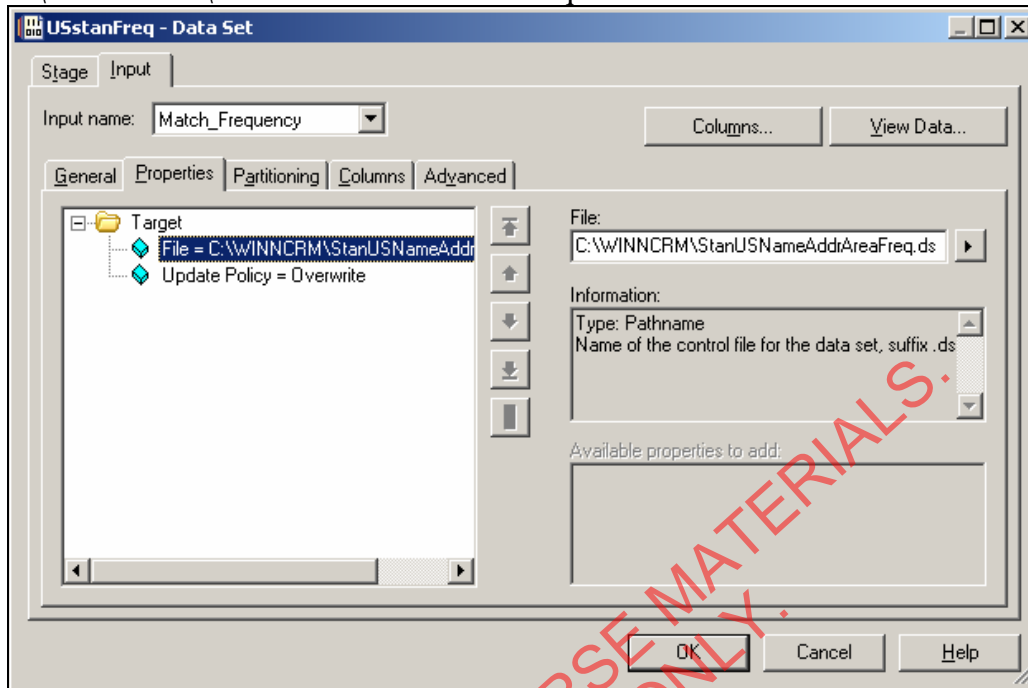 USstanFreq - Data Set
Stage Input
Input name: Match_Frequency Columns... View Data...
General Properties Partitioning Columns Advanced
Target
File = C:\WINNCRM\StanUSNameAddr
Update Policy = Overwrite
File:
C:\WINNCRM\StanUSNameAddrAreaFreq.ds
Information:
Type: Pathname
Name of the control file for the data set, suffix .ds
Available properties to add:
OK Cancel Help
MATERIALS.
ONLY.